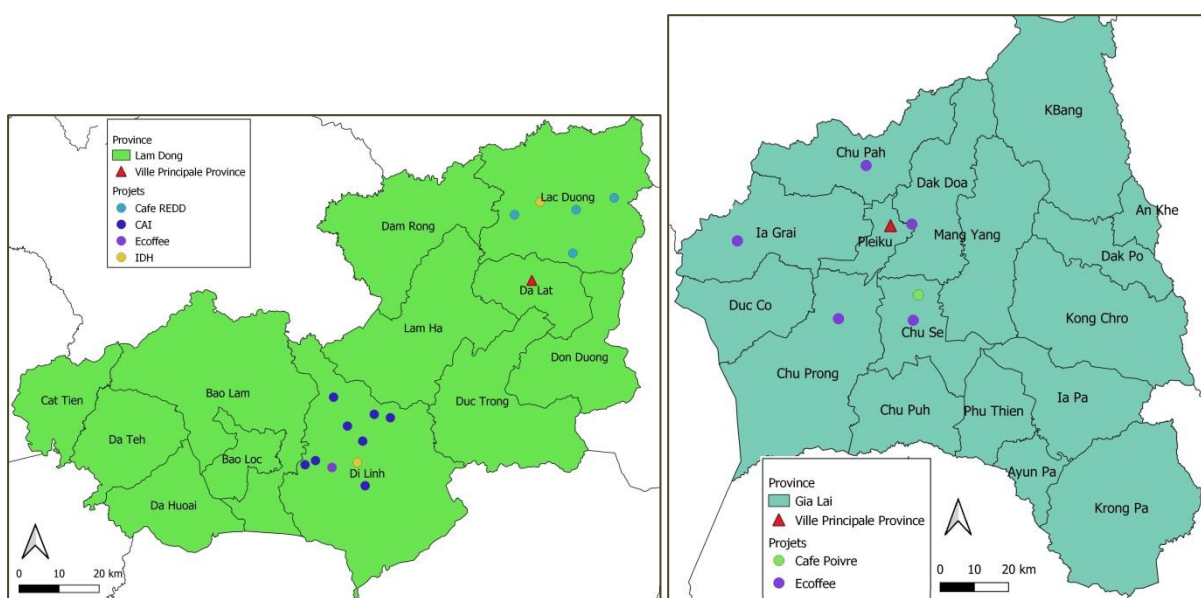 Province
Lam Dong
Ville Principale Province
Projets
Cafe REDD
CAI
Ecoffee
IDH
Lac Duong
Dam Rong
Da Lat
Lam Ha
Don Duong
Duc Trong
Bao Lam
Cat Tien
Da Teh
Bao Loc
Di Linh
Da Huoai
0 10 20 km
KBang
Chu Pah
Dak Doa
An Khe
Ia Grai
Pleiku
Mang Yang
Dak Po
Duc Co
Kong Chro
Chu Se
Chu Prong
Ia Pa
Chu Puh
Phu Thien
Ayun Pa
Krong Pa
Province
Gia Lai
Ville Principale Province
Projets
Cafe Poivre
Ecoffee
0 10 20 km